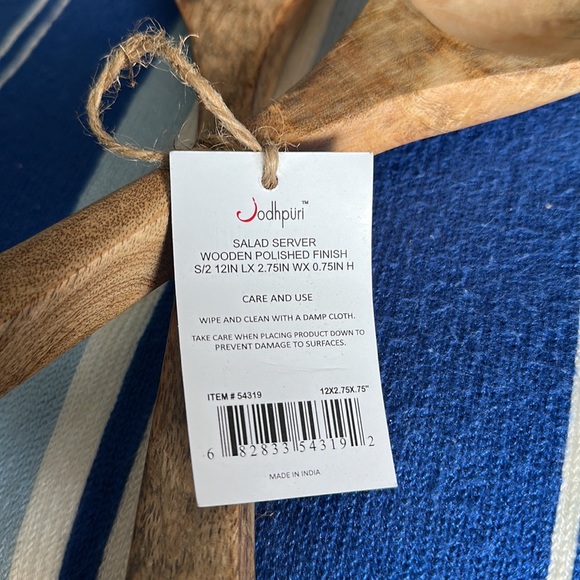 Jodhpüri™
SALAD SERVER
WOODEN POLISHED FINISH
S/2 12IN LX 2.75IN WX 0.75IN H
CARE AND USE
WIPE AND CLEAN WITH A DAMP CLOTH.
TAKE CARE WHEN PLACING PRODUCT DOWN TO
PREVENT DAMAGE TO SURFACES.
ITEM # 54319 12X2.75X.75"
6 82833 54319 2
MADE IN INDIA